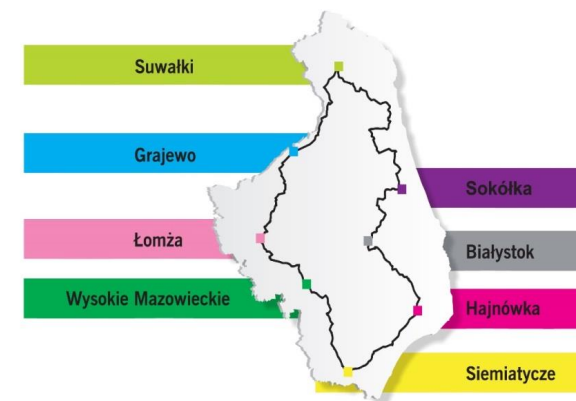 Suwałki
Grajewo
Sokółka
Łomża
Białystok
Wysokie Mazowieckie
Hajnówka
Siemiatycze